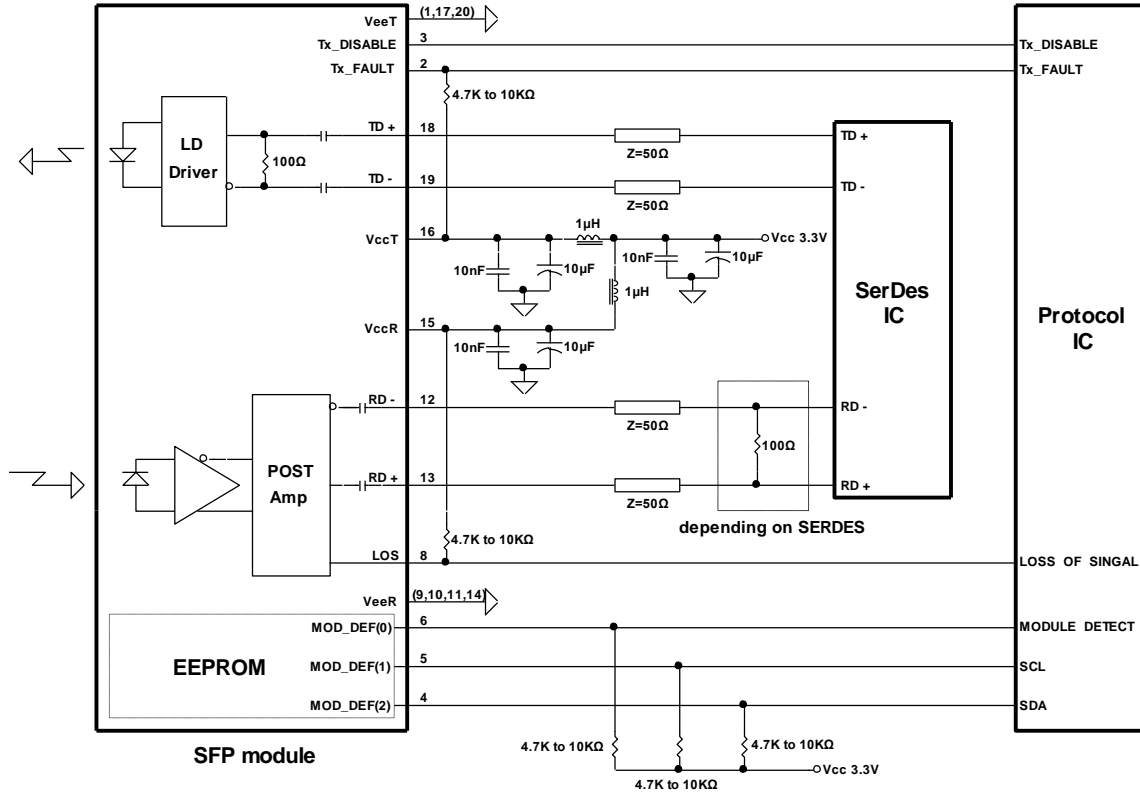 VeeT (1,17,20)
Tx_DISABLE 3 Tx_DISABLE
Tx_FAULT 2 Tx_FAULT
4.7K to 10KΩ
LD
Driver
100Ω
TD + 18 Z=50Ω TD +
TD - 19 Z=50Ω TD -
1µH
VccT 16 Vcc 3.3V
10nF 10µF 10nF 10µF
1µH
SerDes
IC
Protocol
IC
VccR 15
10nF 10µF
RD - 12 Z=50Ω RD -
100Ω
POST
Amp
RD + 13 Z=50Ω RD +
depending on SERDES
4.7K to 10KΩ
LOS 8 LOSS OF SINGAL
VeeR (9,10,11,14)
MOD_DEF(0) 6 MODULE DETECT
EEPROM
MOD_DEF(1) 5 SCL
MOD_DEF(2) 4 SDA
SFP module
4.7K to 10KΩ 4.7K to 10KΩ
Vcc 3.3V
4.7K to 10KΩ